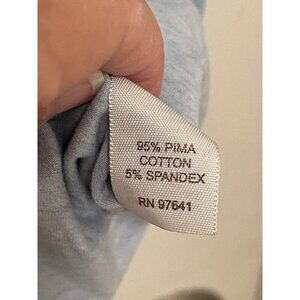 95% PIMA
COTTON
5% SPANDEX
RN 97641